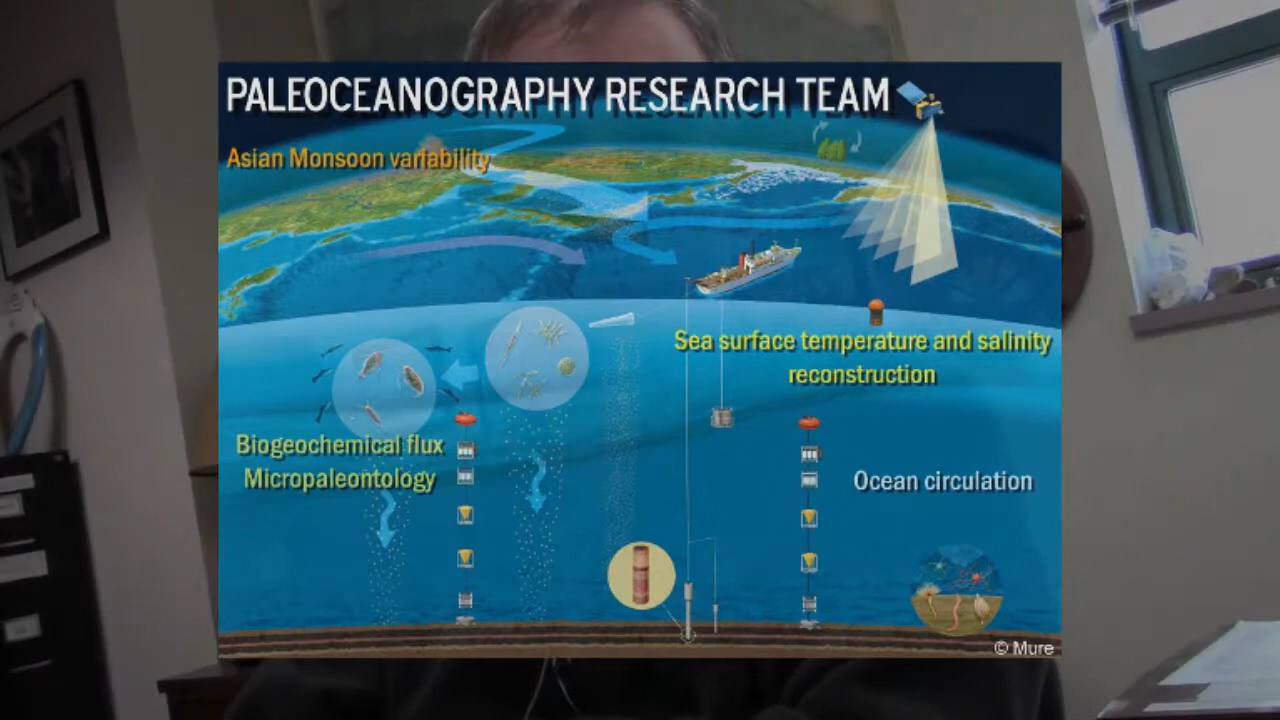 PALEOCEANOGRAPHY RESEARCH TEAM
Asian Monsoon variability
Sea surface temperature and salinity
reconstruction
Biogeochemical flux
Micropaleontology
Ocean circulation
© Mure